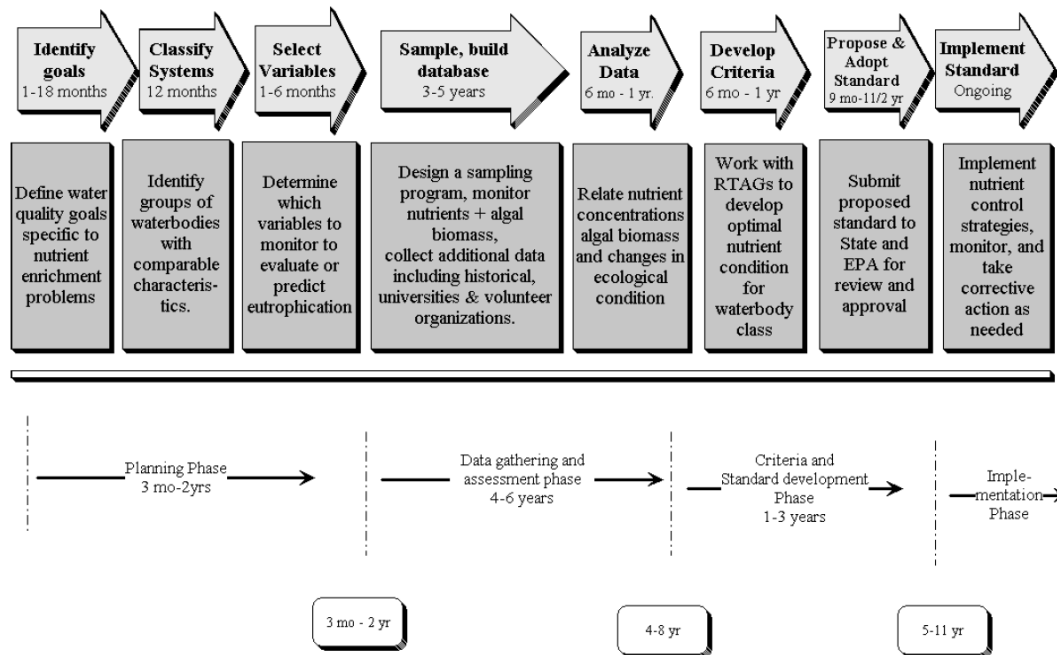 Identify
goals
1-18 months
Classify
Systems
12 months
Select
Variables
1-6 months
Sample, build
database
3-5 years
Analyze
Data
6 mo - 1 yr.
Develop
Criteria
6 mo - 1 yr
Propose &
Adopt
Standard
9 mo-11/2 yr
Implement
Standard
Ongoing
Define water
quality goals
specific to
nutrient
enrichment
problems
Identify
groups of
waterbodies
with
comparable
characteris-
tics.
Determine
which
variables to
monitor to
evaluate or
predict
eutrophication
Design a sampling
program, monitor
nutrients + algal
biomass,
collect additional data
including historical,
universities & volunteer
organizations.
Relate nutrient
concentrations
algal biomass
and changes in
ecological
condition
Work with
RTAGs to
develop
optimal
nutrient
condition
for
waterbody
class
Submit
proposed
standard to
State and
EPA for
review and
approval
Implement
nutrient
control
strategies,
monitor, and
take
corrective
action as
needed
Planning Phase
3 mo-2yrs
Data gathering and
assessment phase
4-6 years
Criteria and
Standard development
Phase
1-3 years
Imple-
mentation
Phase
3 mo - 2 yr
4-8 yr
5-11 yr